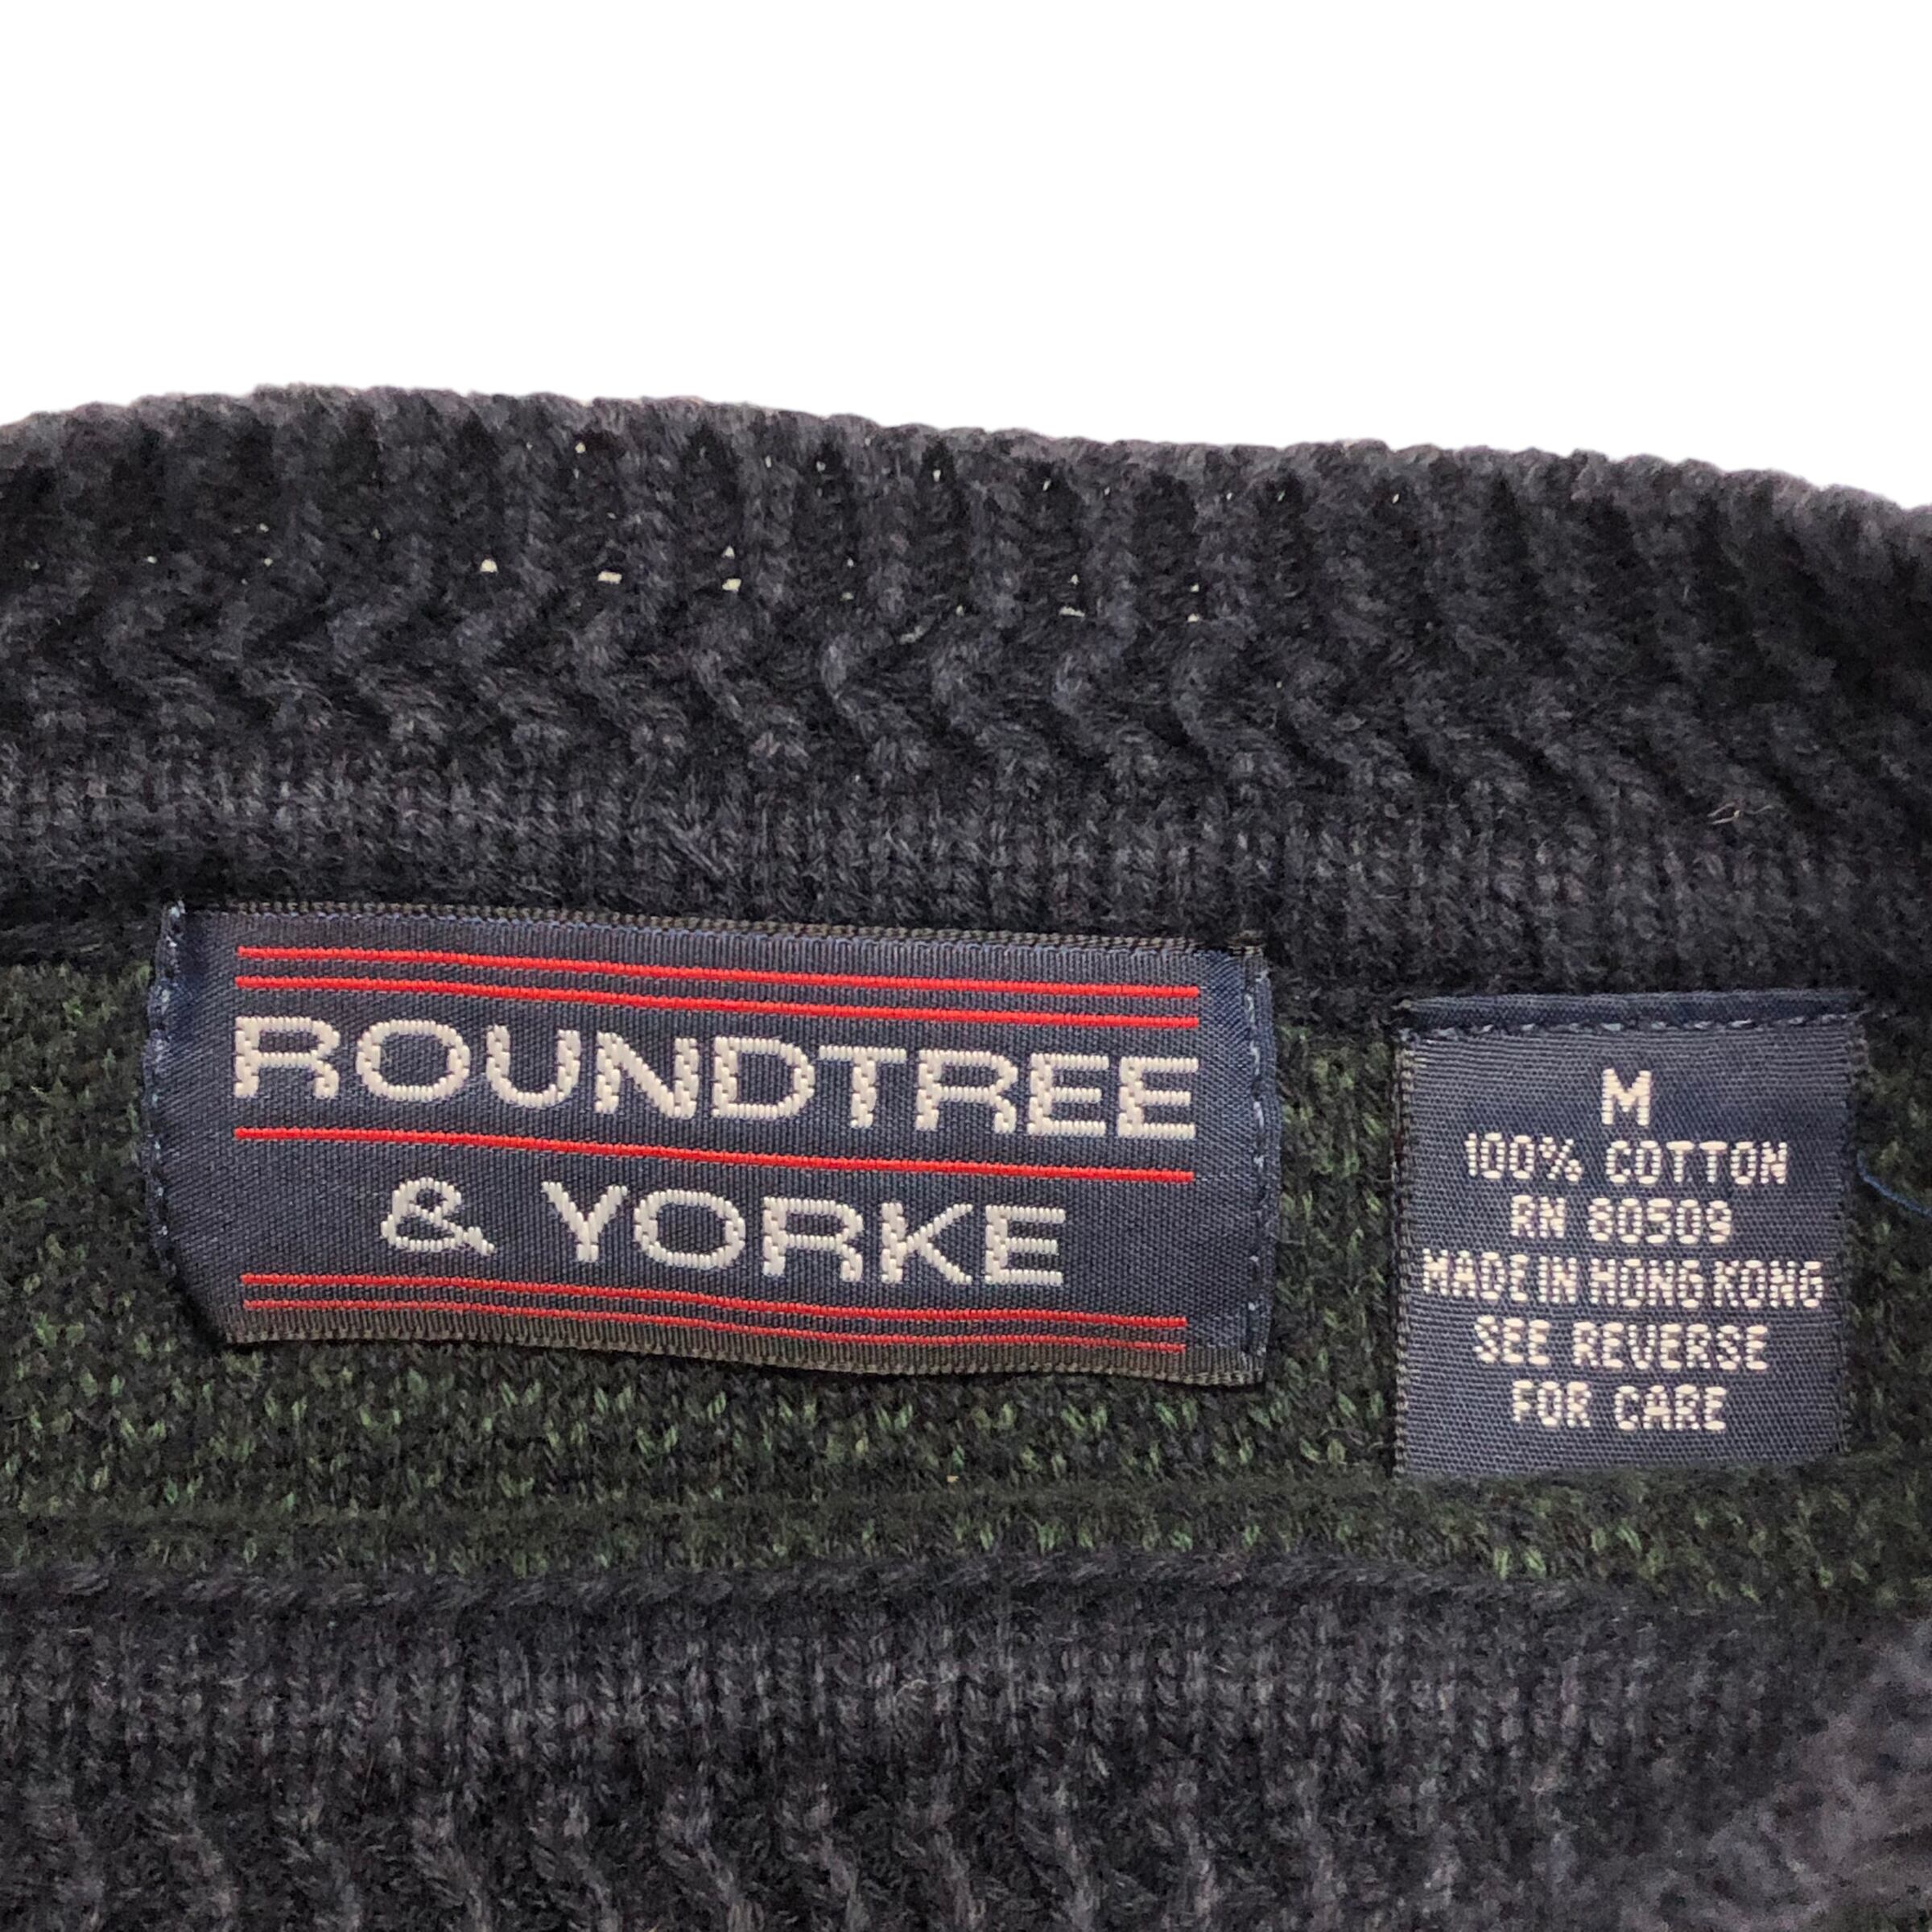 ROUNDTREE
& YORKE
M
100% COTTON
RN 80509
MADE IN HONG KONG
SEE REVERSE
FOR CARE